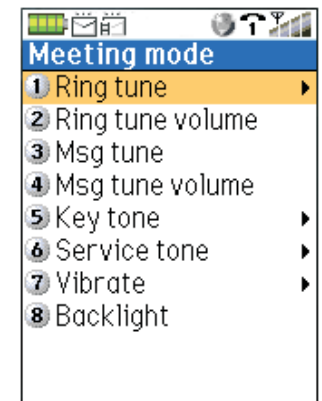 Meeting mode
1 Ring tune
2 Ring tune volume
3 Msg tune
4 Msg tune volume
5 Key tone
6 Service tone
7 Vibrate
8 Backlight